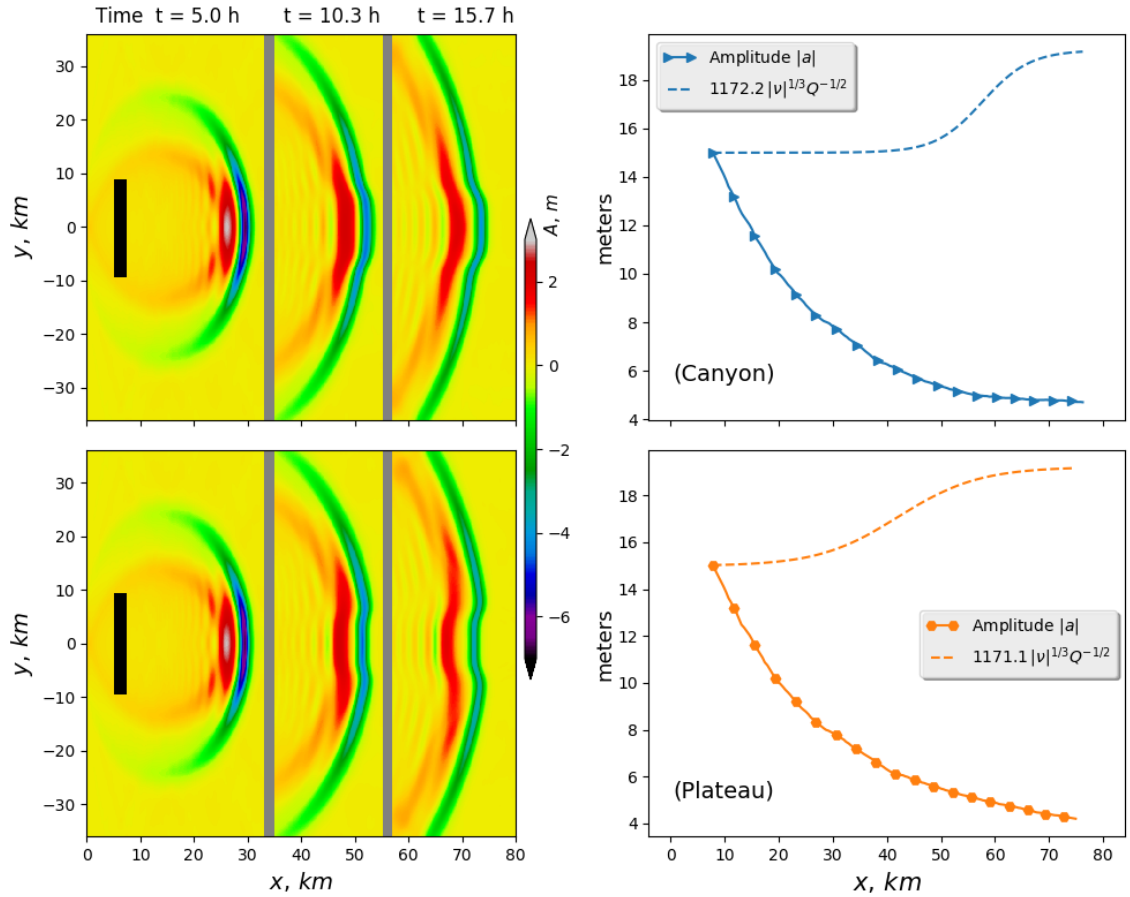 Time t = 5.0 h t = 10.3 h t = 15.7 h
30
20
10
0
−10
−20
−30
y, km
A, m
2
0
−2
−4
−6
30
20
10
0
−10
−20
−30
y, km
0 10 20 30 40 50 60 70 80
x, km
18
16
14
12
10
8
6
4
meters
Amplitude |a|
1172.2 |ν|^{1/3}Q^{−1/2}
(Canyon)
18
16
14
12
10
8
6
4
meters
Amplitude |a|
1171.1 |ν|^{1/3}Q^{−1/2}
(Plateau)
0 10 20 30 40 50 60 70 80
x, km